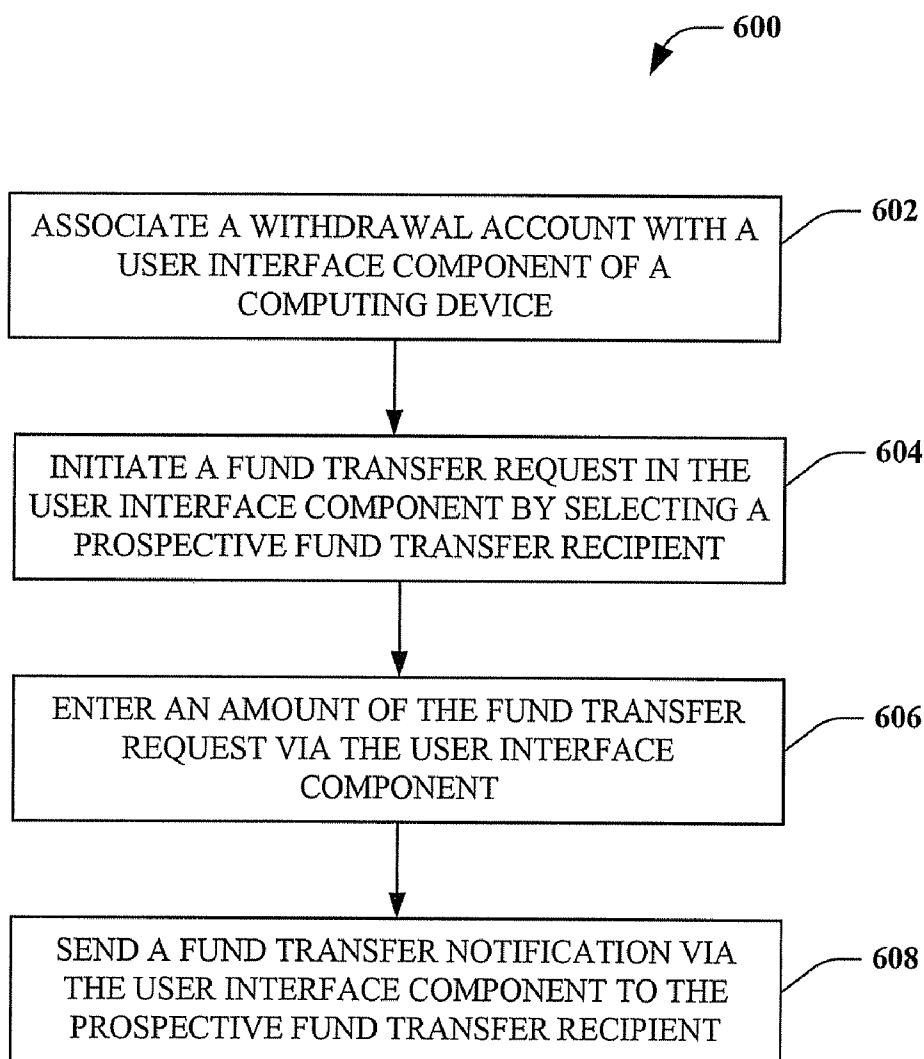 600
ASSOCIATE A WITHDRAWAL ACCOUNT WITH A
USER INTERFACE COMPONENT OF A
COMPUTING DEVICE
602
INITIATE A FUND TRANSFER REQUEST IN THE
USER INTERFACE COMPONENT BY SELECTING A
PROSPECTIVE FUND TRANSFER RECIPIENT
604
ENTER AN AMOUNT OF THE FUND TRANSFER
REQUEST VIA THE USER INTERFACE
COMPONENT
606
SEND A FUND TRANSFER NOTIFICATION VIA
THE USER INTERFACE COMPONENT TO THE
PROSPECTIVE FUND TRANSFER RECIPIENT
608